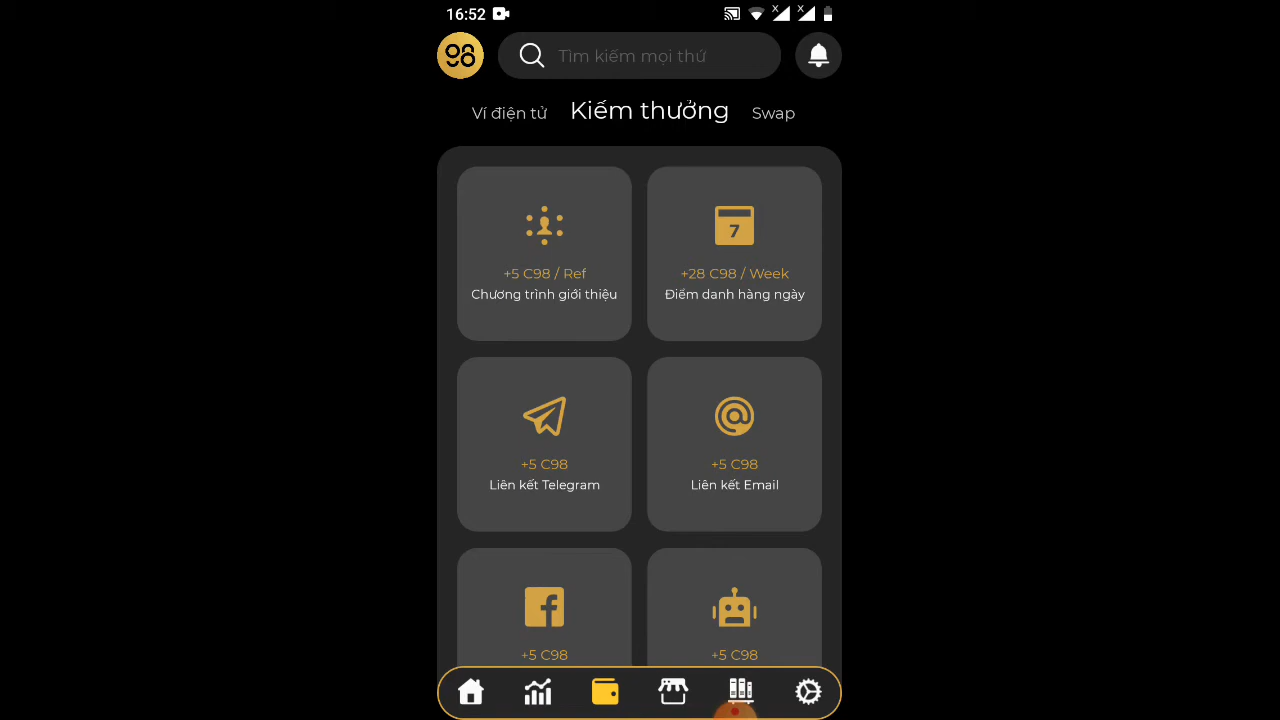 16:52
98
Tìm kiếm mọi thứ
Ví điện tử Kiếm thưởng Swap
+5 C98 / Ref
Chương trình giới thiệu
7
+28 C98 / Week
Điểm danh hàng ngày
+5 C98
Liên kết Telegram
+5 C98
Liên kết Email
+5 C98
+5 C98